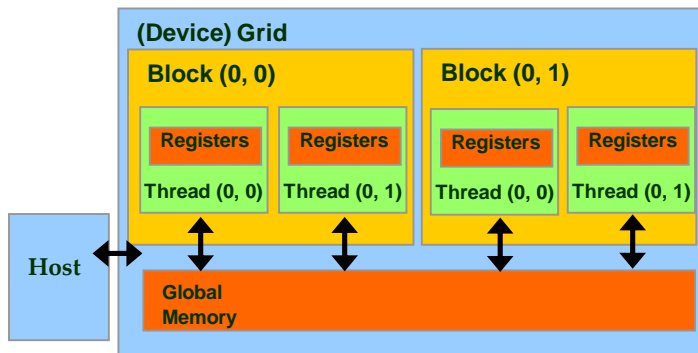 (Device) Grid
Block (0, 0)
Block (0, 1)
Registers
Registers
Registers
Registers
Thread (0, 0)
Thread (0, 1)
Thread (0, 0)
Thread (0, 1)
Host
Global
Memory